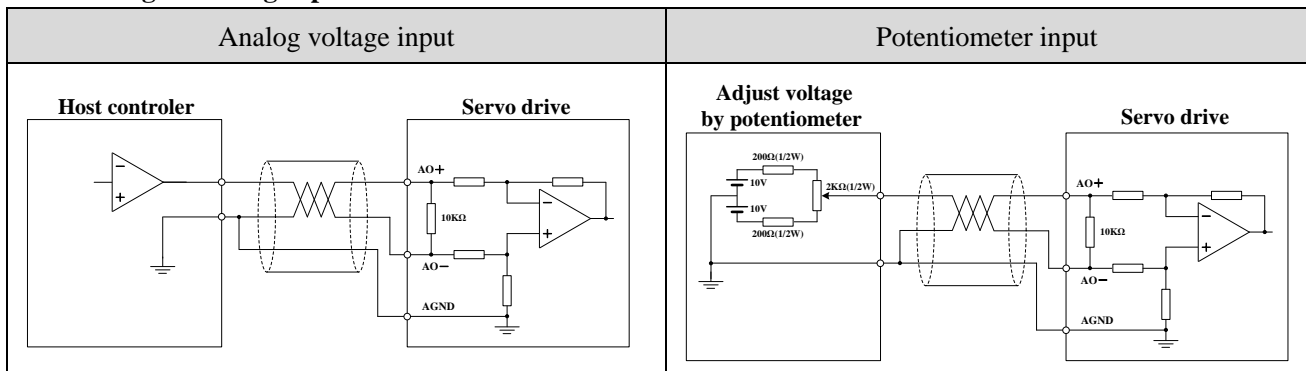 Analog voltage input
Potentiometer input
Host controler
Servo drive
AO+
10KΩ
AO−
AGND
Adjust voltage
by potentiometer
Servo drive
200Ω(1/2W)
10V
2KΩ(1/2W)
10V
200Ω(1/2W)
AO+
10KΩ
AO−
AGND